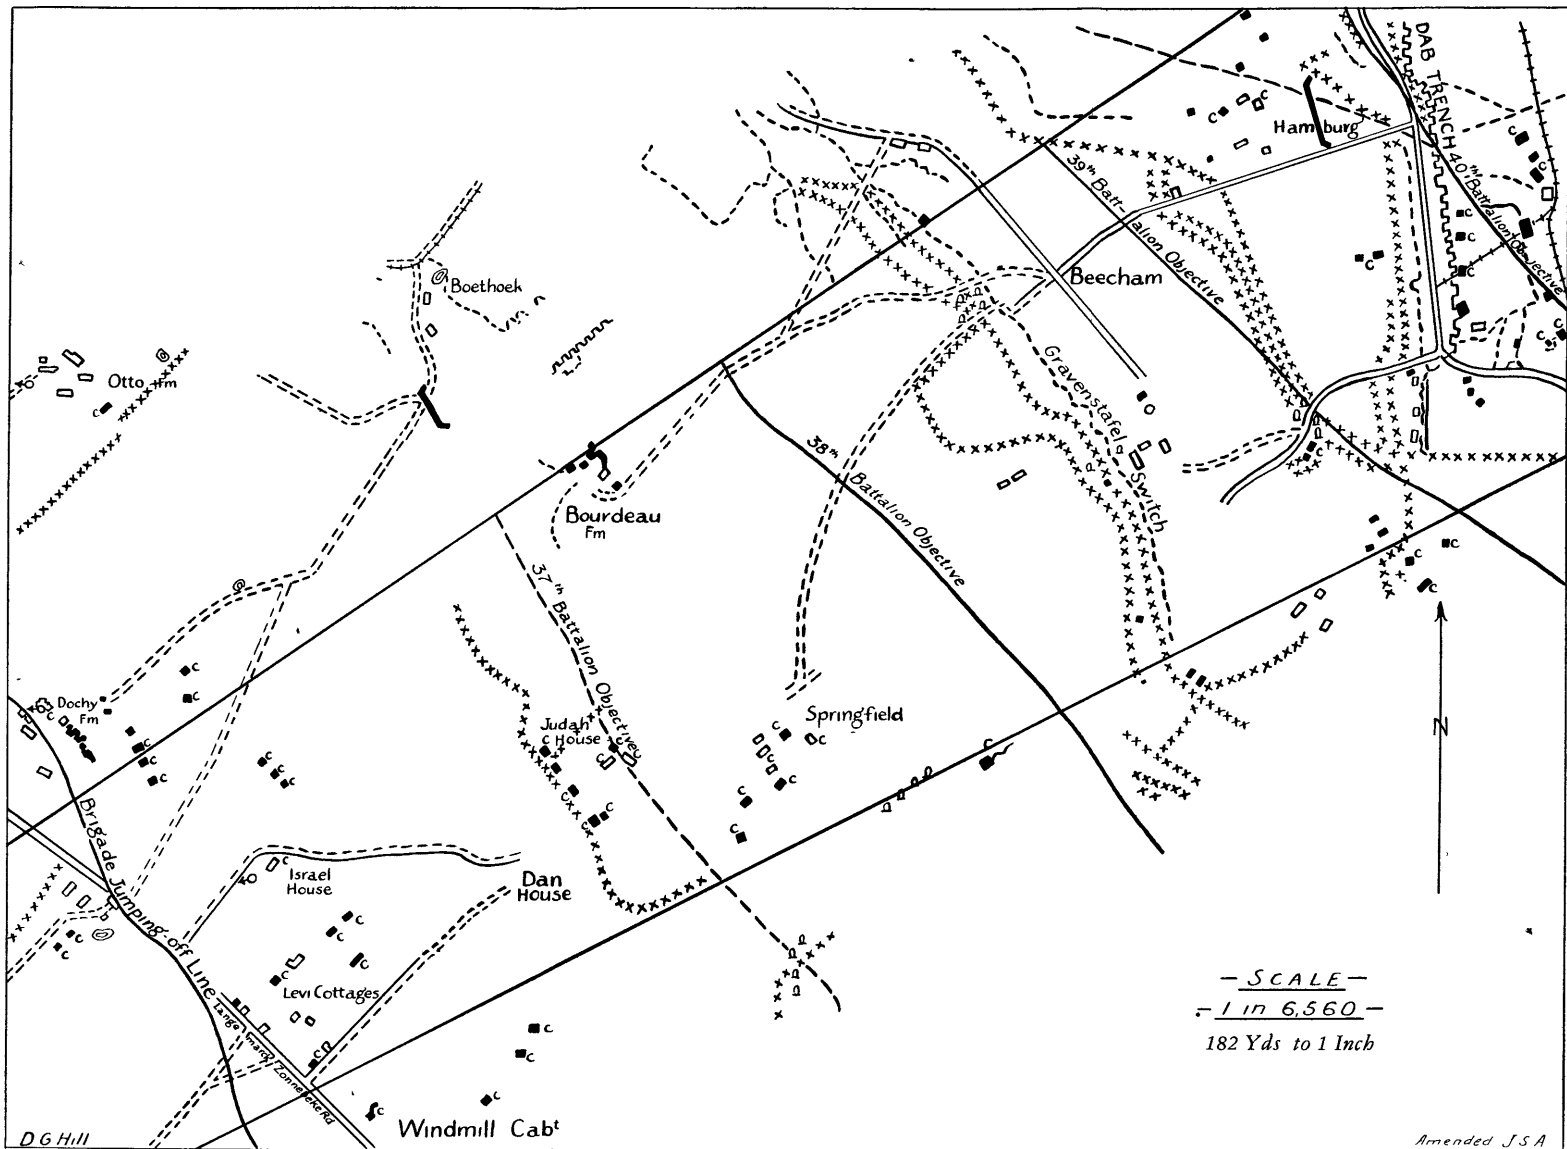 DAB TRENCH
Hamburg
40th Battalion Objective
39th Battalion Objective
Beecham
Boethoek
Otto Fm
Gravenstafel Switch
38th Battalion Objective
Bourdeau
Fm
37th Battalion Objective
Dochy
Fm
Judah
House
Springfield
N
Brigade Jumping-off Line
Israel
House
Dan
House
Levi Cottages
Langemarck Zonnebeke Rd
Windmill Cabt
- SCALE -
- 1 in 6,560 -
182 Yds to 1 Inch
D G Hill
Amended J S A